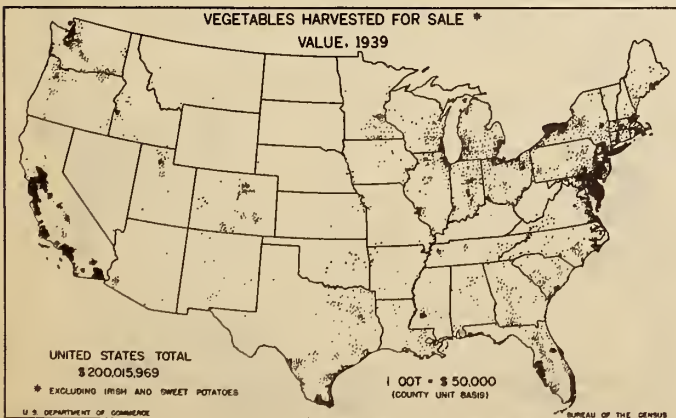 VEGETABLES HARVESTED FOR SALE *
VALUE, 1939
UNITED STATES TOTAL
$ 200,015,969
* EXCLUDING IRISH AND SWEET POTATOES
1 DOT = $ 50,000
(COUNTY UNIT BASIS)
U. S. DEPARTMENT OF COMMERCE
BUREAU OF THE CENSUS